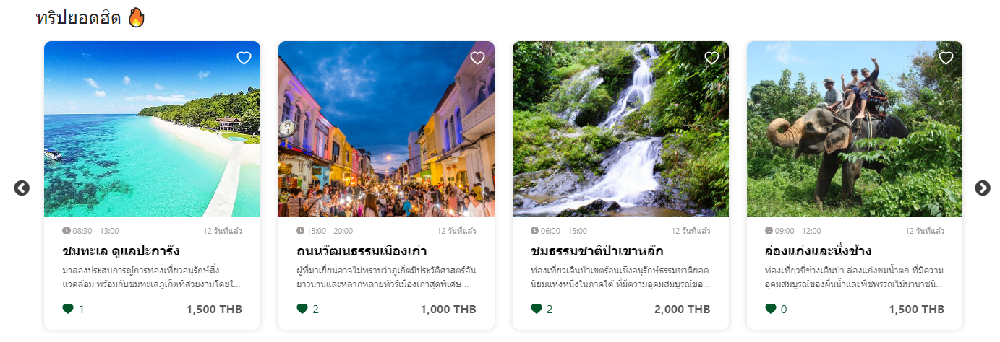 ทริปยอดฮิต
08:30 - 13:00 12 วันที่แล้ว
ชมทะเล ดูแลปะการัง
มาลองประสบการณ์การท่องเที่ยวอนุรักษ์สิ่ง
แวดล้อม พร้อมกับชมทะเลภูเก็ตที่สวยงามโดยใ...
1 1,500 THB
15:00 - 20:00 12 วันที่แล้ว
ถนนวัฒนธรรมเมืองเก่า
ผู้ที่มาเยี่ยนอาจไม่ทราบว่าภูเก็ตมีประวัติศาสตร์อัน
ยาวนานและหลากหลายทัวร์เมืองเก่าสุดพิเศษ...
2 1,000 THB
06:00 - 15:00 12 วันที่แล้ว
ชมธรรมชาติป่าเขาหลัก
ท่องเที่ยวเดินป่าเขตร้อนเชิงอนุรักษ์ธรรมชาติยอด
นิยมแห่งหนึ่งในภาคใต้ ที่มีความอุดมสมบูรณ์ขอ...
2 2,000 THB
09:00 - 12:00 12 วันที่แล้ว
ล่องแก่งและนั่งช้าง
ท่องเที่ยวขี่ช้างเดินป่า ล่องแก่งชมน้ำตก ที่มีความ
อุดมสมบูรณ์ของผืนน้ำและพืชพรรณไม้นานาชนิ...
0 1,500 THB